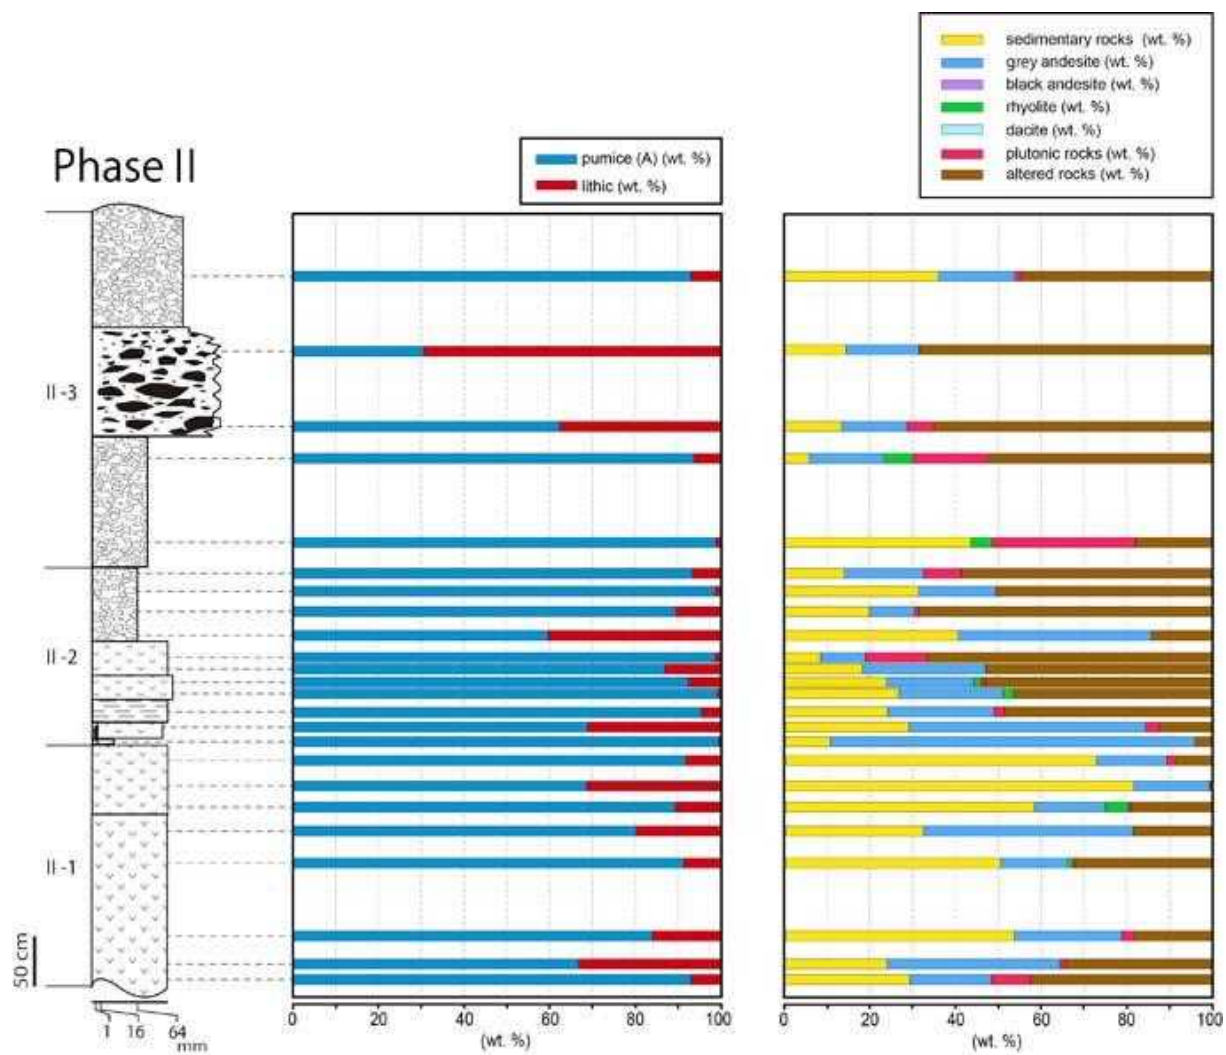 sedimentary rocks (wt. %)
grey andesite (wt. %)
black andesite (wt. %)
rhyolite (wt. %)
dacite (wt. %)
plutonic rocks (wt. %)
altered rocks (wt. %)
Phase II
pumice (A) (wt. %)
lithic (wt. %)
II-3
II-2
II-1
50 cm
1 16 64
mm
0 20 40 60 80 100
(wt. %)
0 20 40 60 80 100
(wt. %)